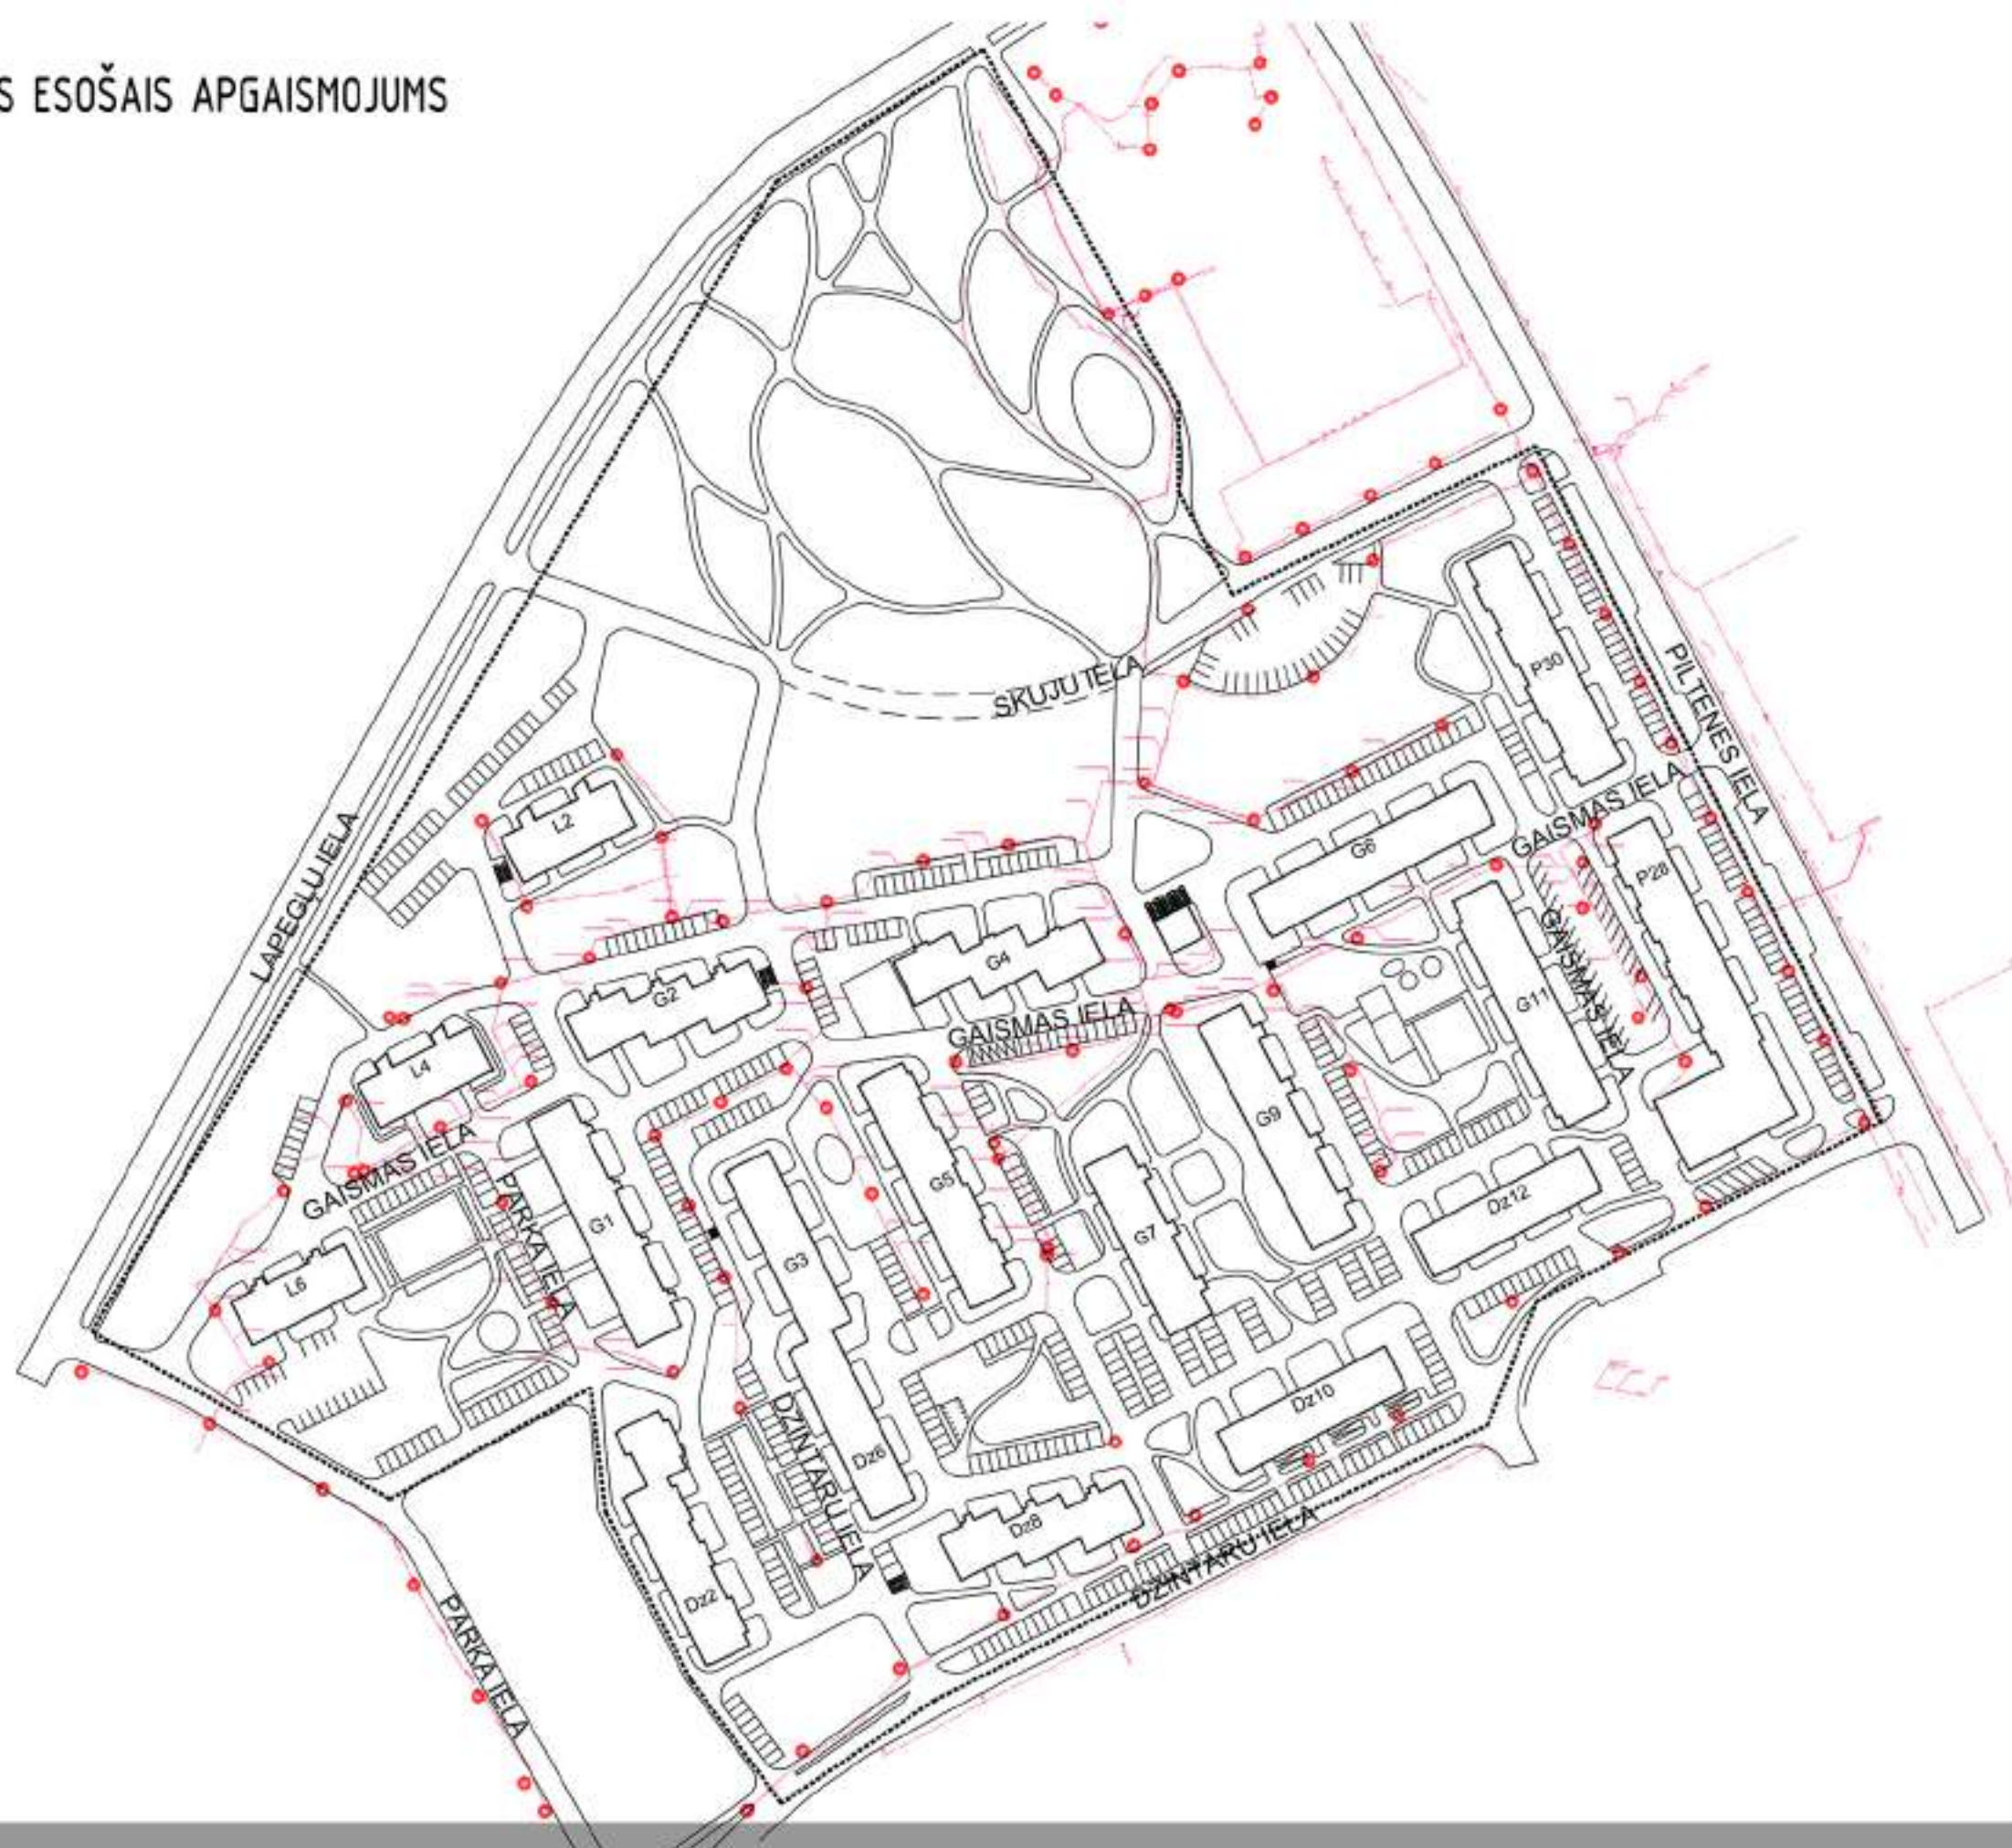 S ESOŠAIS APGAISMOJUMS
SKUJU IELA
P30
PILTENES IELA
L2
G6
GAISMAS IELA
P28
LAPEGĻU IELA
G2
G4
G11
GAISMAS IELA
GAISMAS IELA
L4
G9
GAISMAS IELA
G5
PARKA IELA
G1
G3
G7
Dz12
L6
Dz10
DZINTARU IELA
Dz6
Dz8
DZINTARU IELA
Dz2
PARKA IELA